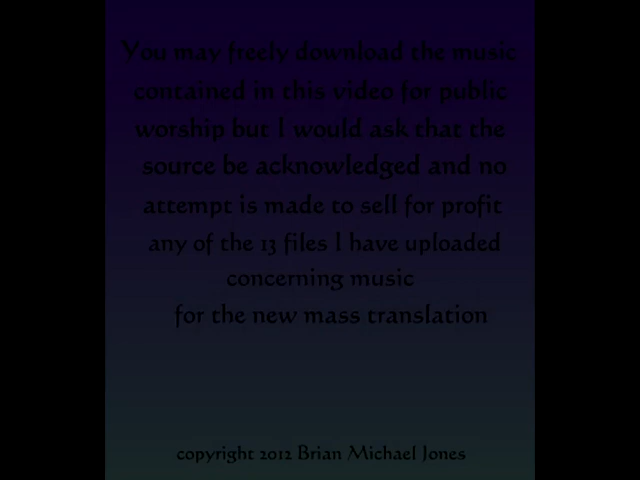 You may freely download the music
contained in this video for public
worship but I would ask that the
source be acknowledged and no
attempt is made to sell for profit
any of the 13 files I have uploaded
concerning music
for the new mass translation
copyright 2012 Brian Michael Jones